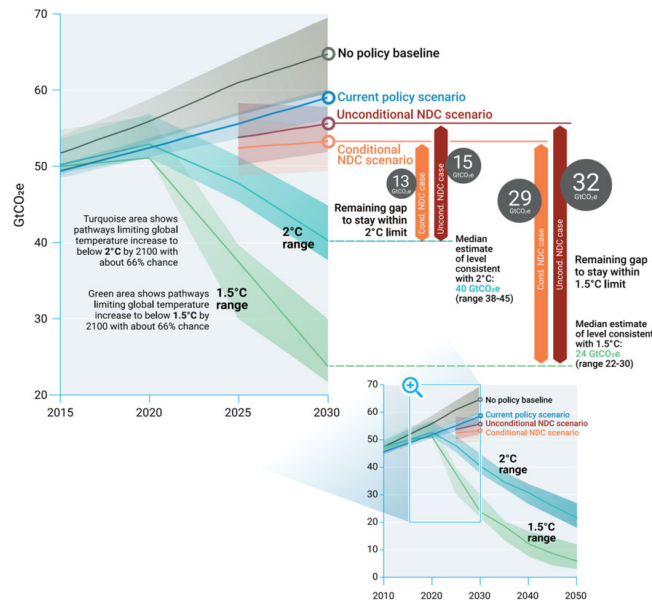 70
60
50
40
30
20
GtCO₂e
2015
2020
2025
2030
No policy baseline
Current policy scenario
Unconditional NDC scenario
Conditional
NDC scenario
2°C
range
1.5°C
range
Turquoise area shows
pathways limiting global
temperature increase to
below 2°C by 2100 with
about 66% chance
Green area shows pathways
limiting global temperature
increase to below 1.5°C by
2100 with about 66% chance
13
GtCO₂e
15
GtCO₂e
29
GtCO₂e
32
GtCO₂e
Cond. NDC case
Uncond. NDC case
Cond. NDC case
Uncond. NDC case
Remaining gap
to stay within
2°C limit
Median
estimate
of level
consistent
with 2°C:
40 GtCO₂e
(range 38-45)
Remaining gap
to stay within
1.5°C limit
Median estimate
of level consistent
with 1.5°C:
24 GtCO₂e
(range 22-30)
70
60
50
40
30
20
10
0
2010
2020
2030
2040
2050
No policy baseline
Current policy scenario
Unconditional NDC scenario
Conditional NDC scenario
2°C
range
1.5°C
range